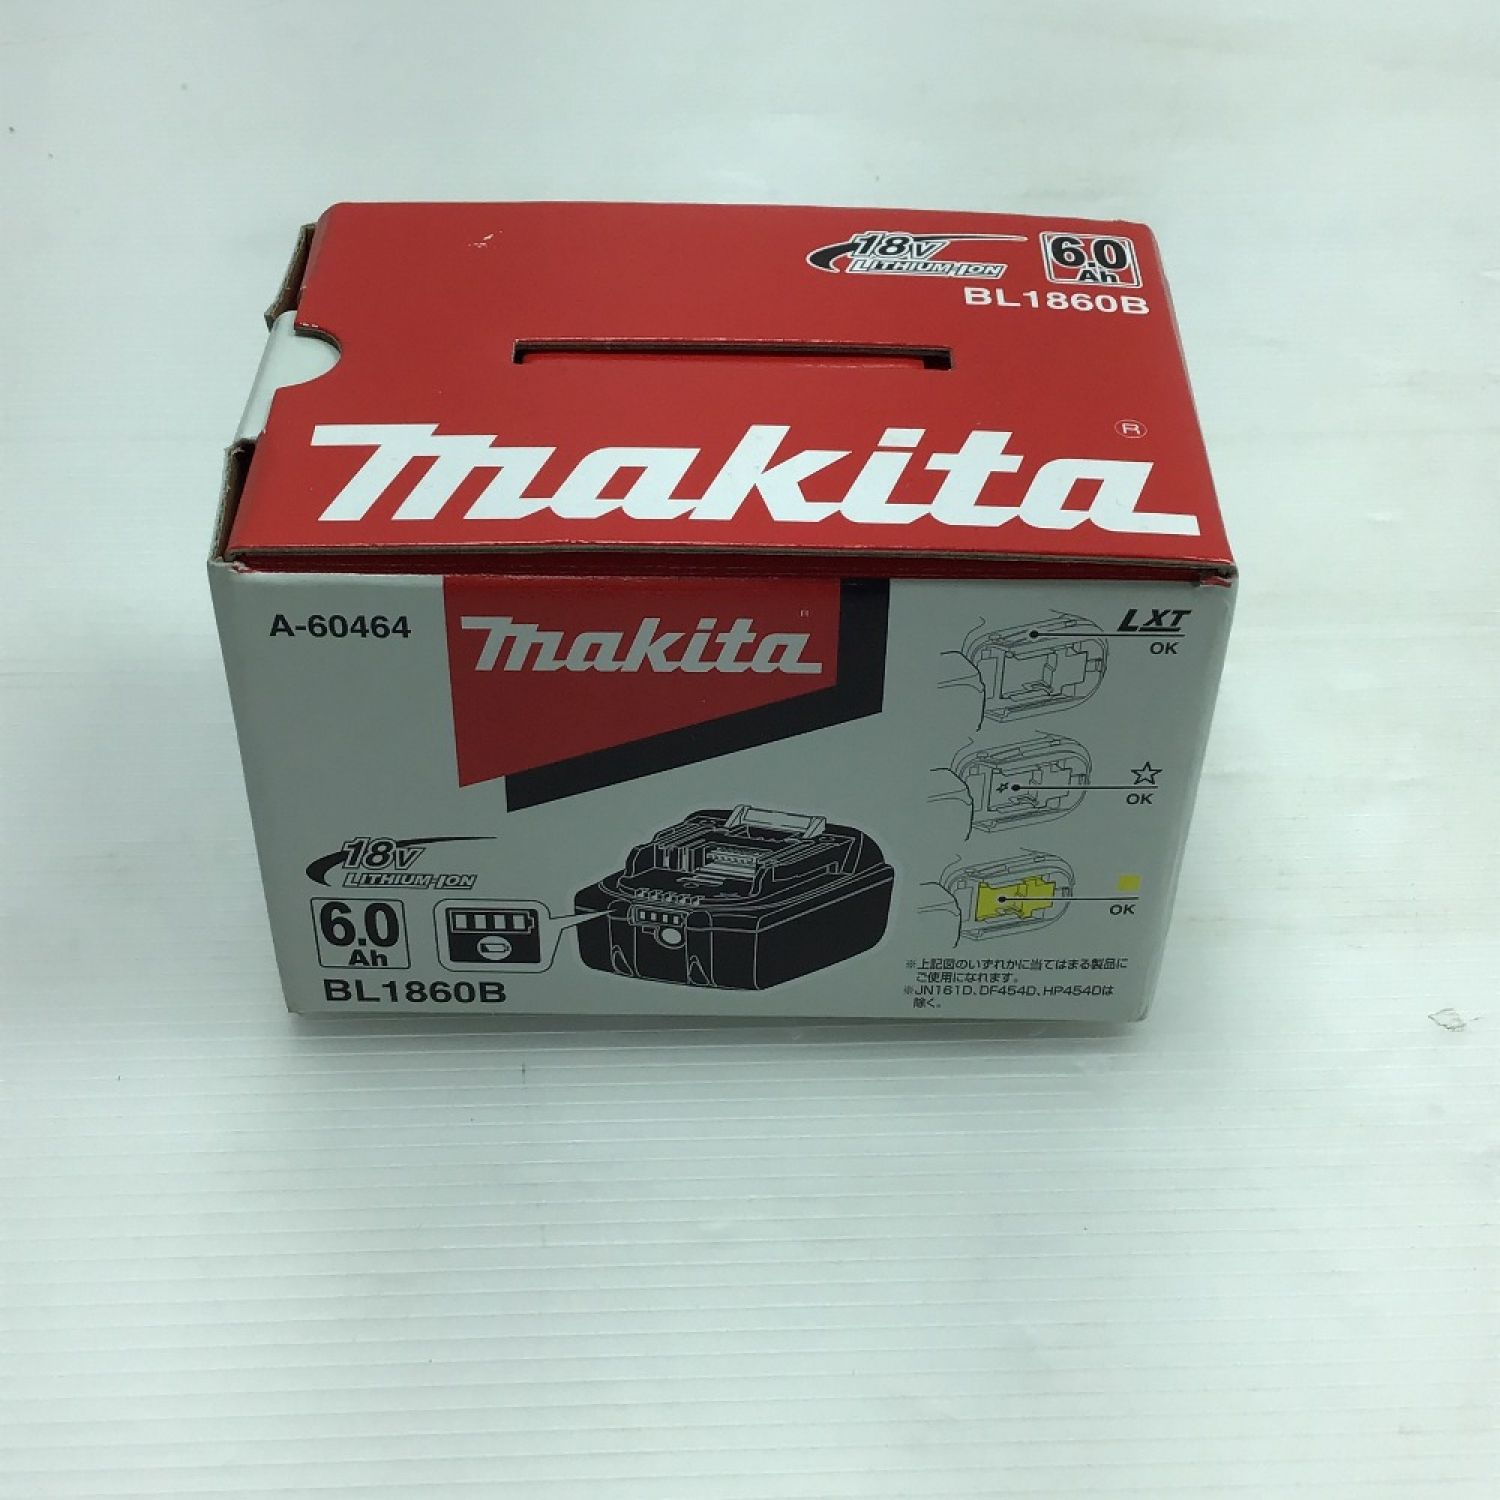 18V
LITHIUM-ION
6.0
Ah
BL1860B
makita
®
A-60464
makita
®
LXT
OK
☆
OK
OK
18V
LITHIUM-ION
6.0
Ah
BL1860B
※上記図のいずれかに当てはまる製品に
ご使用になれます。
※JN161D、DF454D、HP454Dは
除く。